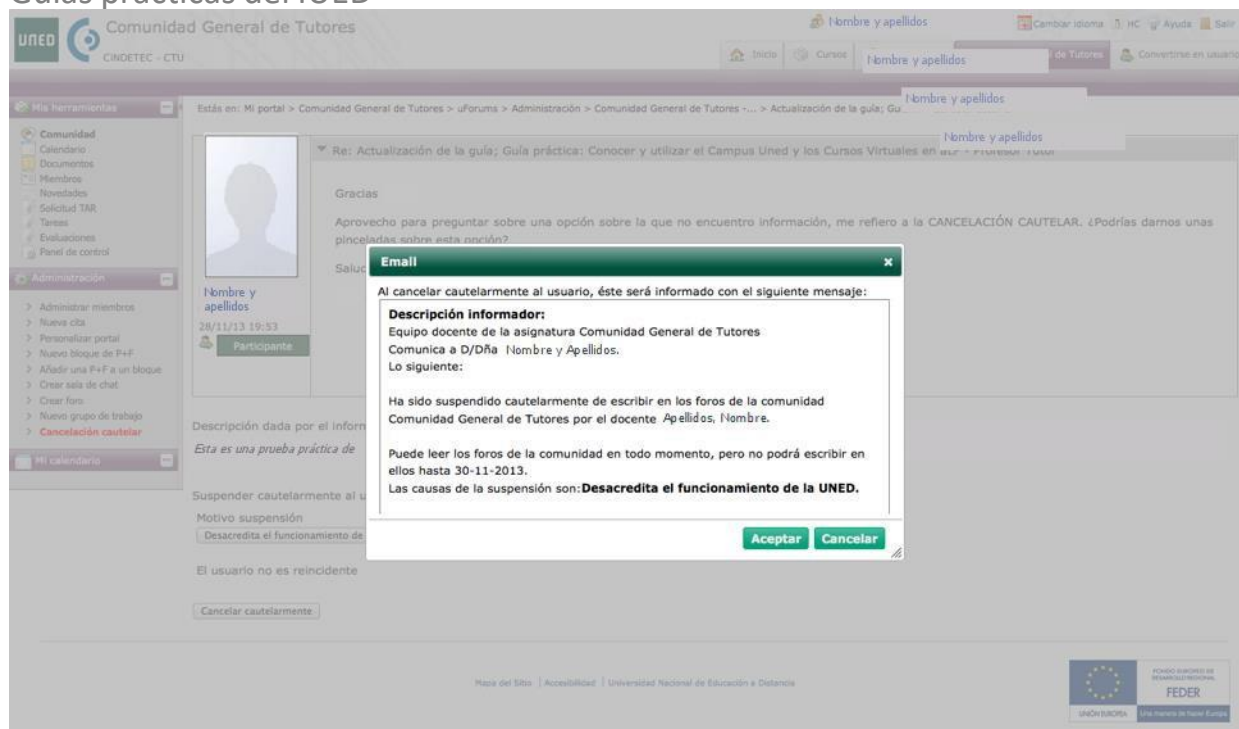 Guías prácticas del IUED
UNED
Comunidad General de Tutores
CINDETEC - CTU
Nombre y apellidos
Cambiar idioma
HC
Ayuda
Salir
Inicio
Cursos
Nombre y apellidos
de Tutores
Convertirse en usuario
Mis herramientas
Estás en: Mi portal > Comunidad General de Tutores > uForums > Administración > Comunidad General de Tutores -... > Actualización de la guía; Gu
Nombre y apellidos
Nombre y apellidos
Comunidad
Calendario
Documentos
Miembros
Novedades
Solicitud TAR
Tareas
Evaluaciones
Panel de control
Re: Actualización de la guía; Guía práctica: Conocer y utilizar el Campus Uned y los Cursos Virtuales en aLF - Profesor Tutor
Gracias
Aprovecho para preguntar sobre una opción sobre la que no encuentro información, me refiero a la CANCELACIÓN CAUTELAR. ¿Podrías darnos unas
pinceladas sobre esta opción?
Saluc
Administración
Administrar miembros
Nueva cita
Personalizar portal
Nuevo bloque de P+F
Añadir una P+F a un bloque
Crear sala de chat
Crear foro
Nuevo grupo de trabajo
Cancelación cautelar
Mi calendario
Nombre y
apellidos
28/11/13 19:53
Participante
Email
x
Al cancelar cautelarmente al usuario, éste será informado con el siguiente mensaje:
Descripción informador:
Equipo docente de la asignatura Comunidad General de Tutores
Comunica a D/Dña Nombre y Apellidos.
Lo siguiente:
Ha sido suspendido cautelarmente de escribir en los foros de la comunidad
Comunidad General de Tutores por el docente Apellidos, Nombre.
Puede leer los foros de la comunidad en todo momento, pero no podrá escribir en
ellos hasta 30-11-2013.
Las causas de la suspensión son:Desacredita el funcionamiento de la UNED.
Aceptar
Cancelar
Descripción dada por el inform
Esta es una prueba práctica de
Suspender cautelarmente al u
Motivo suspensión
Desacredita el funcionamiento de
El usuario no es reincidente
Cancelar cautelarmente
Mapa del Sitio | Accesibilidad | Universidad Nacional de Educación a Distancia
UNIÓN EUROPEA
FONDO EUROPEO DE
DESARROLLO REGIONAL
FEDER
Una manera de hacer Europa